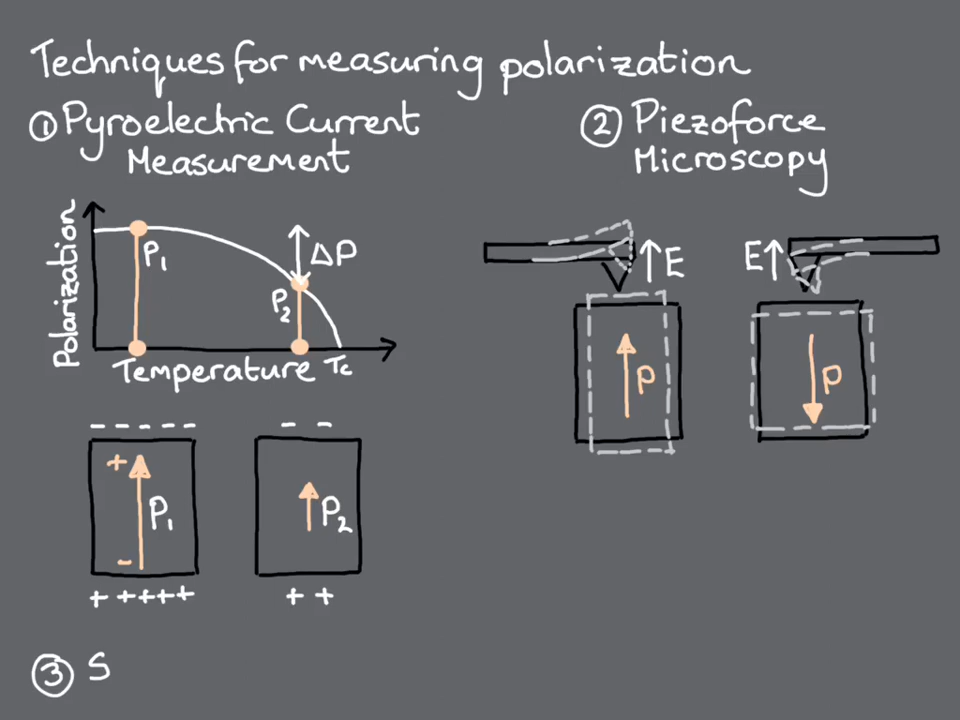 Techniques for measuring polarization
① Pyroelectric Current
Measurement
② Piezoforce
Microscopy
Polarization
P1
P2
ΔP
Temperature Tc
E
E
P
P
- - - - -
- -
+
P1
-
P2
+ + + + +
+ +
③ S